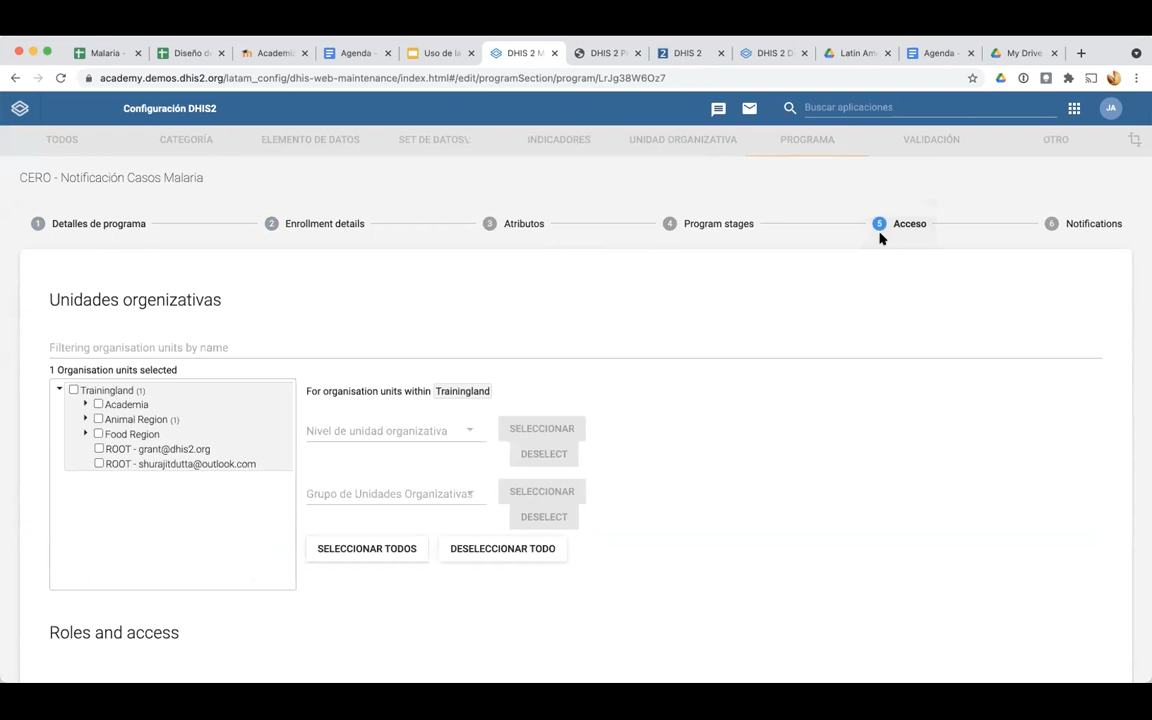 Malaria -
Diseño de
Academia
Agenda -
Uso de la
DHIS 2 M
DHIS 2 P
DHIS 2
DHIS 2 D
Latin Am
Agenda -
My Drive
academy.demos.dhis2.org/latam_config/dhis-web-maintenance/index.html#/edit/programSection/program/LrJg38W6Oz7
Configuración DHIS2
Buscar aplicaciones
JA
TODOS
CATEGORÍA
ELEMENTO DE DATOS
SET DE DATOS\;
INDICADORES
UNIDAD ORGANIZATIVA
PROGRAMA
VALIDACIÓN
OTRO
CERO - Notificación Casos Malaria
1 Detalles de programa
2 Enrollment details
3 Atributos
4 Program stages
5 Acceso
6 Notifications
Unidades orgenizativas
Filtering organisation units by name
1 Organisation units selected
Trainingland (1)
Academia
Animal Region (1)
Food Region
ROOT - grant@dhis2.org
ROOT - shurajitdutta@outlook.com
For organisation units within Trainingland
Nivel de unidad organizativa
SELECCIONAR
DESELECT
Grupo de Unidades Organizativas
SELECCIONAR
DESELECT
SELECCIONAR TODOS
DESELECCIONAR TODO
Roles and access